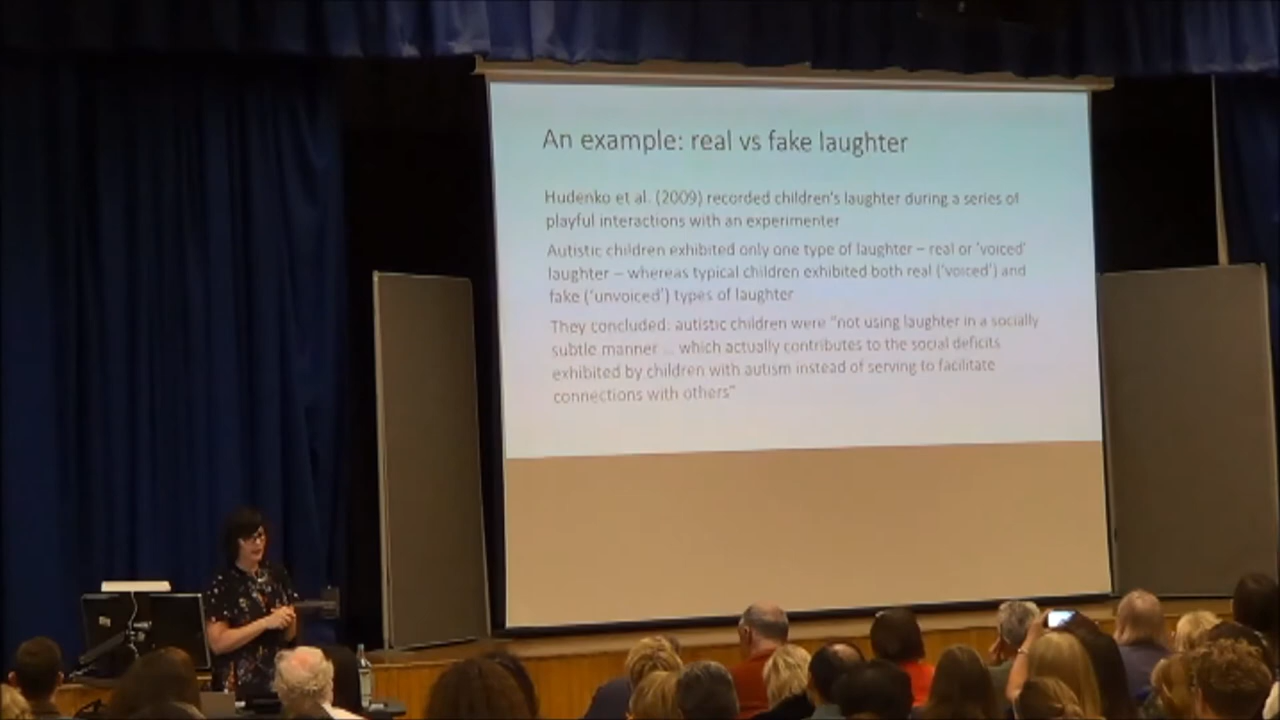 An example: real vs fake laughter
Hudenko et al. (2009) recorded children's laughter during a series of
playful interactions with an experimenter
Autistic children exhibited only one type of laughter – real or 'voiced'
laughter – whereas typical children exhibited both real ('voiced') and
fake ('unvoiced') types of laughter
They concluded: autistic children were "not using laughter in a socially
subtle manner ... which actually contributes to the social deficits
exhibited by children with autism instead of serving to facilitate
connections with others"